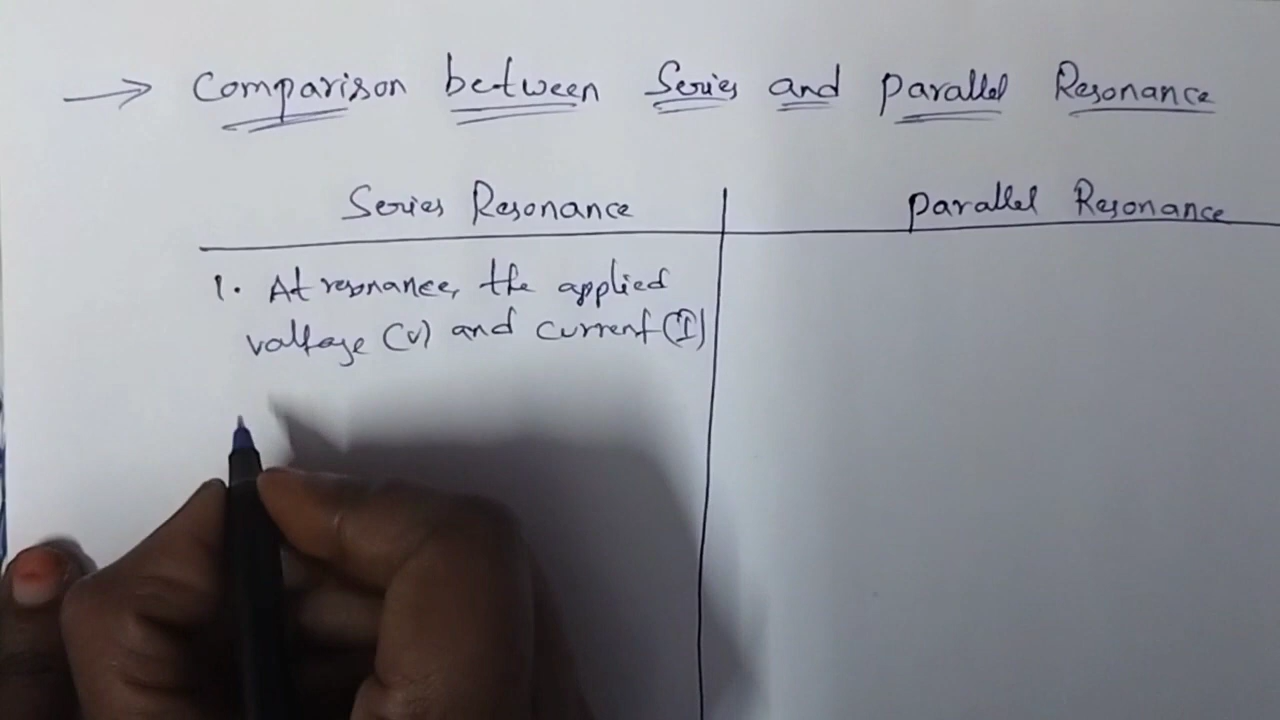 → Comparison between Series and parallel Resonance
Series Resonance
parallel Resonance
1. At resonance, the applied
voltage (V) and current (I)